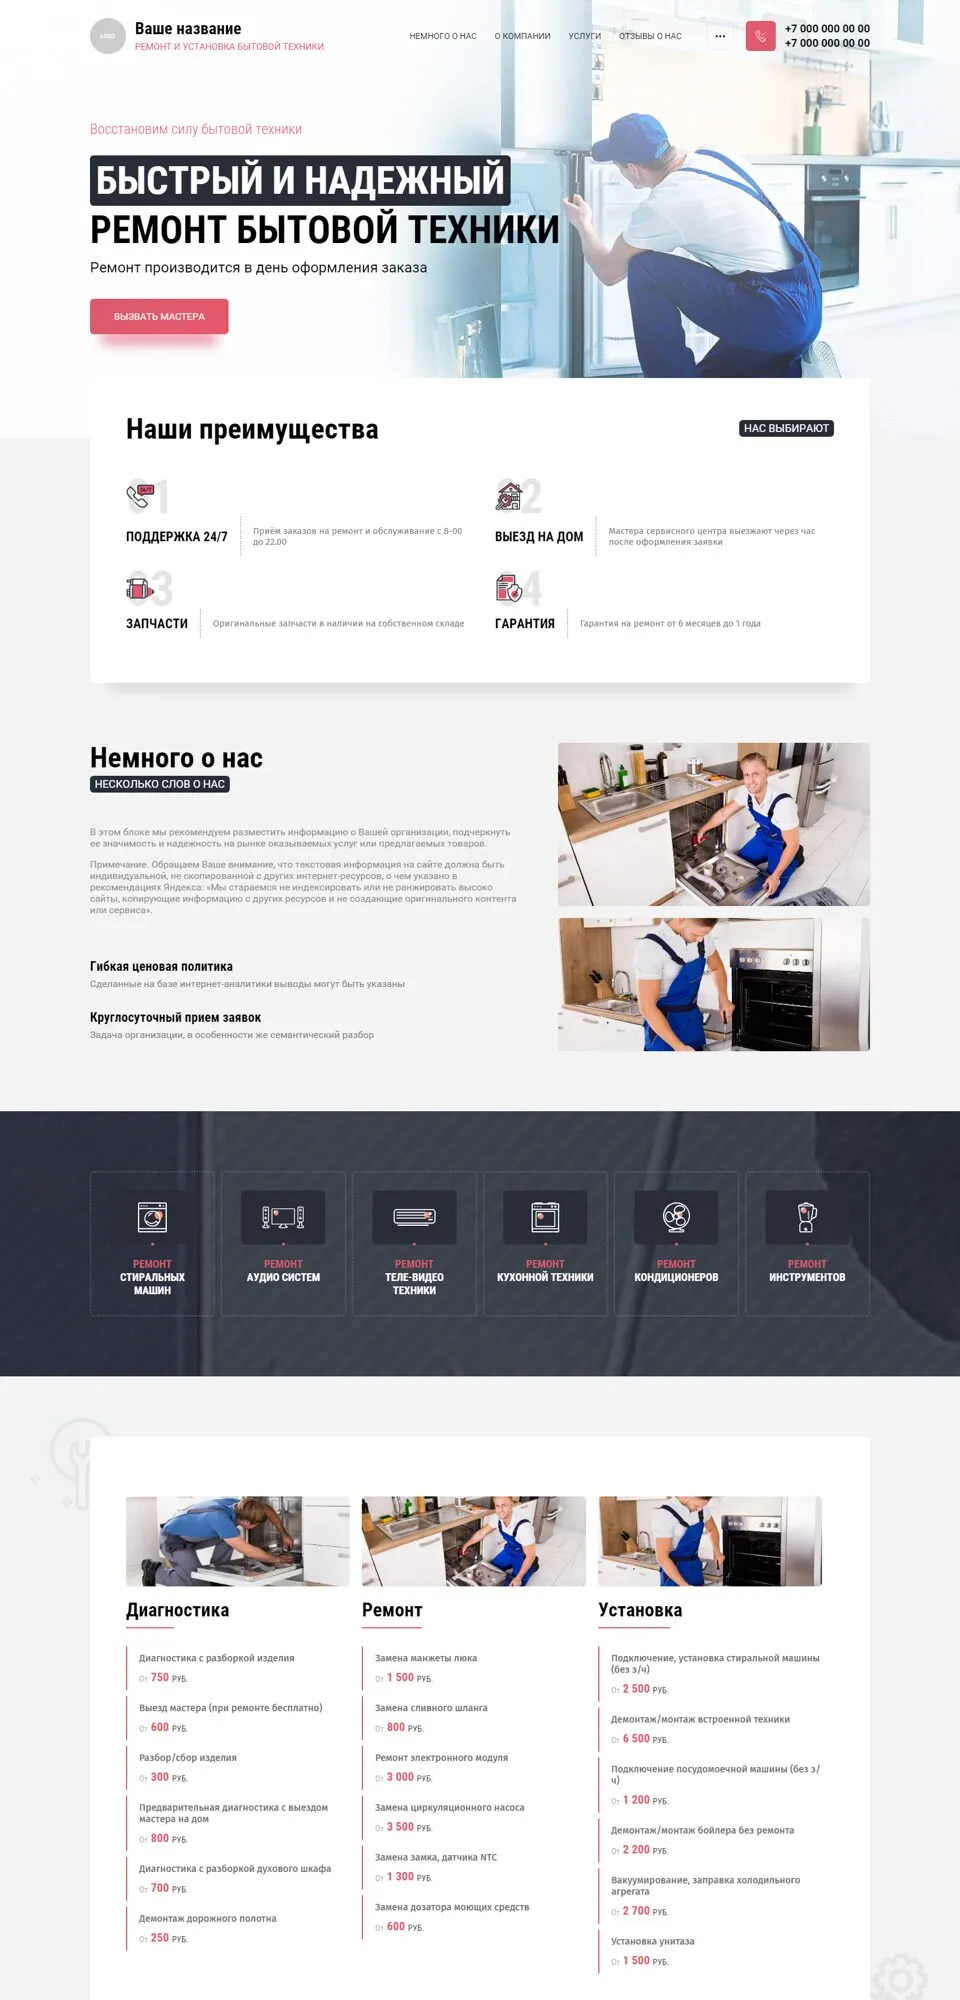 LOGO
Ваше название
РЕМОНТ И УСТАНОВКА БЫТОВОЙ ТЕХНИКИ
НЕМНОГО О НАС
О КОМПАНИИ
УСЛУГИ
ОТЗЫВЫ О НАС
+7 000 000 00 00
+7 000 000 00 00
Восстановим силу бытовой техники
БЫСТРЫЙ И НАДЕЖНЫЙ
РЕМОНТ БЫТОВОЙ ТЕХНИКИ
Ремонт производится в день оформления заказа
ВЫЗВАТЬ МАСТЕРА
Наши преимущества
НАС ВЫБИРАЮТ
01
ПОДДЕРЖКА 24/7
Приём заказов на ремонт и обслуживание с 8-00
до 22.00
02
ВЫЕЗД НА ДОМ
Мастера сервисного центра выезжают через час
после оформления заявки
03
ЗАПЧАСТИ
Оригинальные запчасти в наличии на собственном складе
04
ГАРАНТИЯ
Гарантия на ремонт от 6 месяцев до 1 года
Немного о нас
НЕСКОЛЬКО СЛОВ О НАС
В этом блоке мы рекомендуем разместить информацию о Вашей организации, подчеркнуть
ее значимость и надежность на рынке оказываемых услуг или предлагаемых товаров.
Примечание. Обращаем Ваше внимание, что текстовая информация на сайте должна быть
индивидуальной, не скопированной с других интернет-ресурсов, о чем указано в
рекомендациях Яндекса: «Мы стараемся не индексировать или не ранжировать высоко
сайты, копирующие информацию с других ресурсов и не создающие оригинального контента
или сервиса».
Гибкая ценовая политика
Сделанные на базе интернет-аналитики выводы могут быть указаны
Круглосуточный прием заявок
Задача организации, в особенности же семантический разбор
РЕМОНТ
СТИРАЛЬНЫХ
МАШИН
РЕМОНТ
АУДИО СИСТЕМ
РЕМОНТ
ТЕЛЕ-ВИДЕО
ТЕХНИКИ
РЕМОНТ
КУХОННОЙ ТЕХНИКИ
РЕМОНТ
КОНДИЦИОНЕРОВ
РЕМОНТ
ИНСТРУМЕНТОВ
Диагностика
Диагностика с разборкой изделия
От 750 РУБ.
Выезд мастера (при ремонте бесплатно)
От 600 РУБ.
Разбор/сбор изделия
От 300 РУБ.
Предварительная диагностика с выездом
мастера на дом
От 800 РУБ.
Диагностика с разборкой духового шкафа
От 700 РУБ.
Демонтаж дорожного полотна
От 250 РУБ.
Ремонт
Замена манжеты люка
От 1 500 РУБ.
Замена сливного шланга
От 800 РУБ.
Ремонт электронного модуля
От 3 000 РУБ.
Замена циркуляционного насоса
От 3 500 РУБ.
Замена замка, датчика NTC
От 1 300 РУБ.
Замена дозатора моющих средств
От 600 РУБ.
Установка
Подключение, установка стиральной машины
(без з/ч)
От 2 500 РУБ.
Демонтаж/монтаж встроенной техники
От 6 500 РУБ.
Подключение посудомоечной машины (без з/
ч)
От 1 200 РУБ.
Демонтаж/монтаж бойлера без ремонта
От 2 200 РУБ.
Вакуумирование, заправка холодильного
агрегата
От 2 700 РУБ.
Установка унитаза
От 1 500 РУБ.